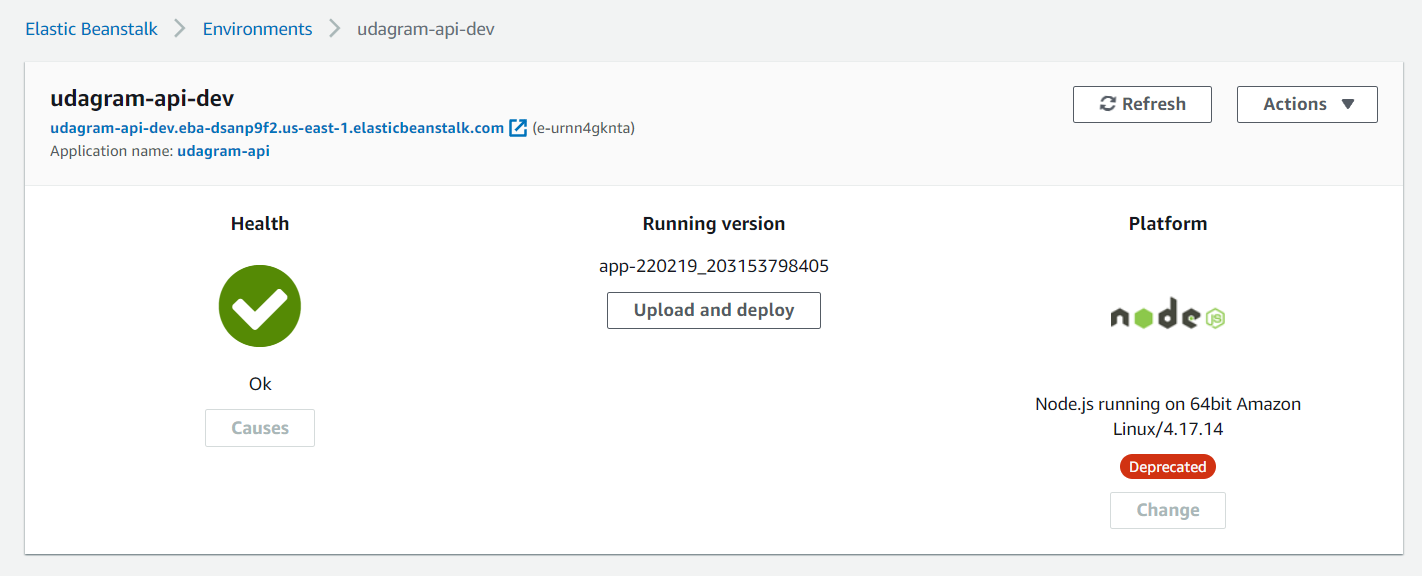 Elastic Beanstalk > Environments > udagram-api-dev
udagram-api-dev
Refresh
Actions
udagram-api-dev.eba-dsanp9f2.us-east-1.elasticbeanstalk.com (e-urnn4gknta)
Application name: udagram-api
Health
Ok
Causes
Running version
app-220219_203153798405
Upload and deploy
Platform
node JS
Node.js running on 64bit Amazon
Linux/4.17.14
Deprecated
Change